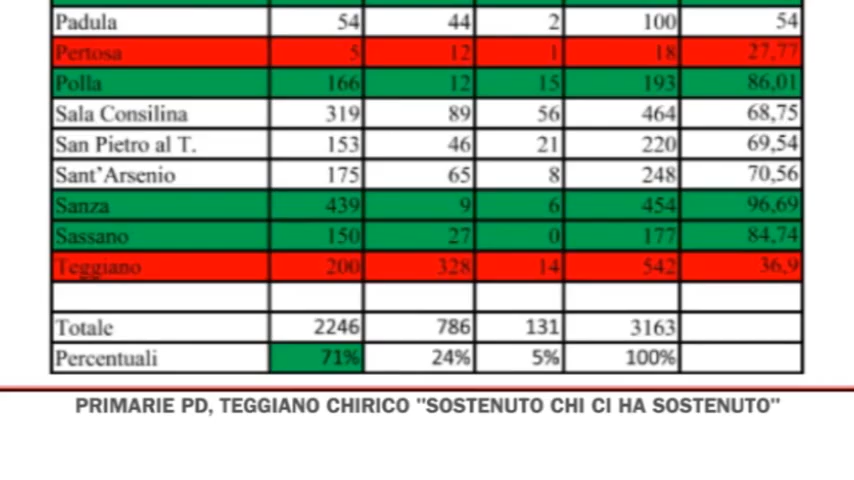 Padula 54 44 2 100 54
Pertosa 5 12 1 18 27,77
Polla 166 12 15 193 86,01
Sala Consilina 319 89 56 464 68,75
San Pietro al T. 153 46 21 220 69,54
Sant'Arsenio 175 65 8 248 70,56
Sanza 439 9 6 454 96,69
Sassano 150 27 0 177 84,74
Teggiano 200 328 14 542 36,9
Totale 2246 786 131 3163
Percentuali 71% 24% 5% 100%
PRIMARIE PD, TEGGIANO CHIRICO "SOSTENUTO CHI CI HA SOSTENUTO"